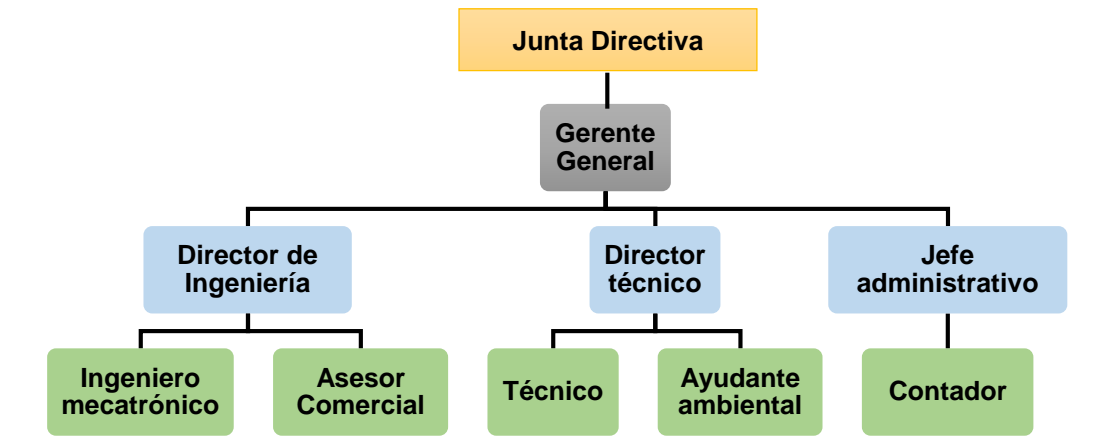 Junta Directiva
Gerente
General
Director de
Ingeniería
Director
técnico
Jefe
administrativo
Ingeniero
mecatrónico
Asesor
Comercial
Técnico
Ayudante
ambiental
Contador